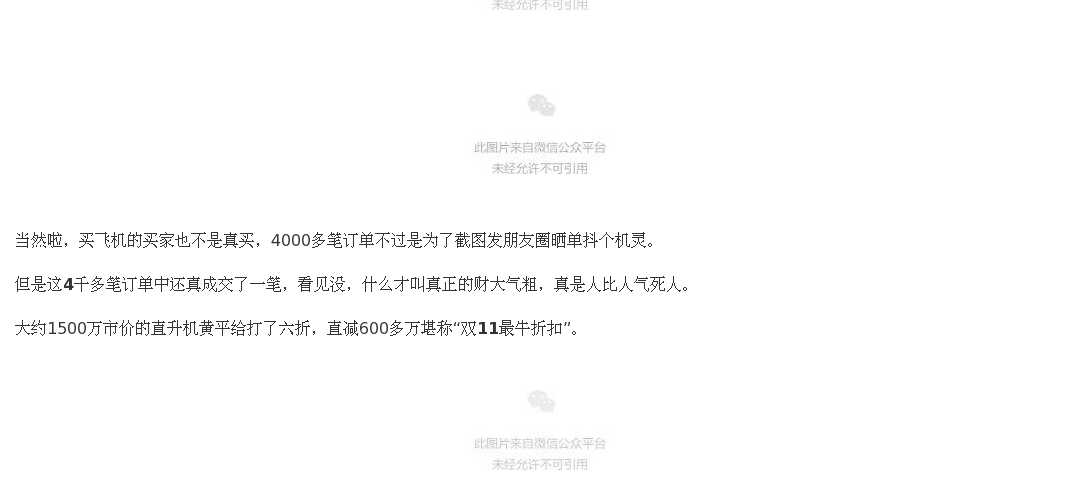 未经允许不可引用
此图片来自微信公众平台
未经允许不可引用
当然啦，买飞机的买家也不是真买，4000多笔订单不过是为了截图发朋友圈晒单抖个机灵。
但是这4千多笔订单中还真成交了一笔，看见没，什么才叫真正的财大气粗，真是人比人气死人。
大约1500万市价的直升机黄平给打了六折，直减600多万堪称“双11最牛折扣”。
此图片来自微信公众平台
未经允许不可引用